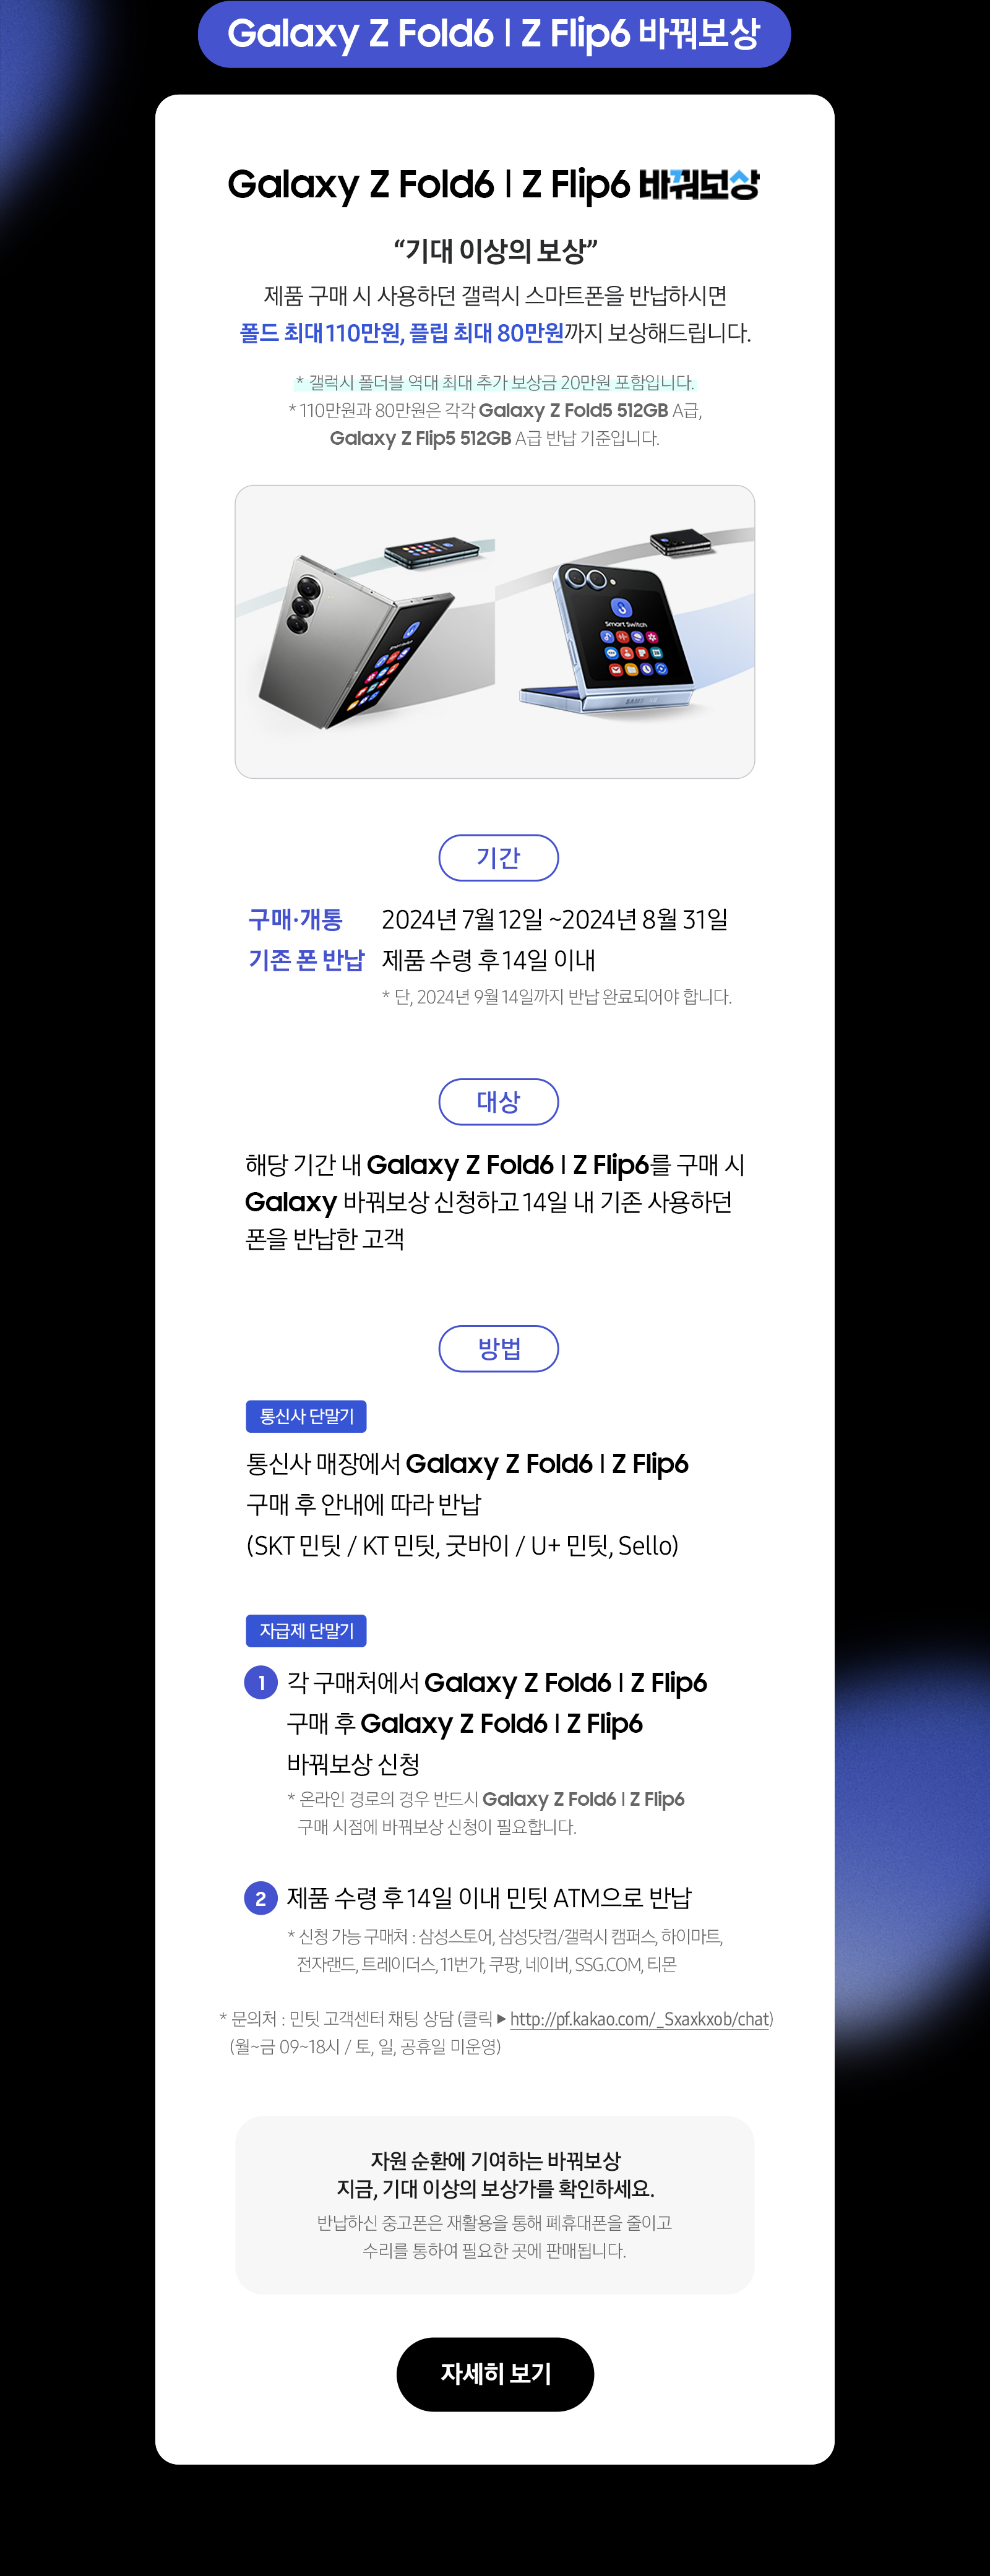 Galaxy Z Fold6 | Z Flip6 바꿔보상
Galaxy Z Fold6 | Z Flip6 바꿔보상
“기대 이상의 보상”
제품 구매 시 사용하던 갤럭시 스마트폰을 반납하시면
폴드 최대 110만원, 플립 최대 80만원까지 보상해드립니다.
* 갤럭시 폴더블 역대 최대 추가 보상금 20만원 포함입니다.
* 110만원과 80만원은 각각 Galaxy Z Fold5 512GB A급,
Galaxy Z Flip5 512GB A급 반납 기준입니다.
Smart Switch
SAMSUNG
기간
구매·개통 2024년 7월 12일 ~2024년 8월 31일
기존 폰 반납 제품 수령 후 14일 이내
* 단, 2024년 9월 14일까지 반납 완료되어야 합니다.
대상
해당 기간 내 Galaxy Z Fold6 | Z Flip6를 구매 시
Galaxy 바꿔보상 신청하고 14일 내 기존 사용하던
폰을 반납한 고객
방법
통신사 단말기
통신사 매장에서 Galaxy Z Fold6 | Z Flip6
구매 후 안내에 따라 반납
(SKT 민팃 / KT 민팃, 굿바이 / U+ 민팃, Sello)
자급제 단말기
1 각 구매처에서 Galaxy Z Fold6 | Z Flip6
구매 후 Galaxy Z Fold6 | Z Flip6
바꿔보상 신청
* 온라인 경로의 경우 반드시 Galaxy Z Fold6 | Z Flip6
구매 시점에 바꿔보상 신청이 필요합니다.
2 제품 수령 후 14일 이내 민팃 ATM으로 반납
* 신청 가능 구매처 : 삼성스토어, 삼성닷컴/갤럭시 캠퍼스, 하이마트,
전자랜드, 트레이더스, 11번가, 쿠팡, 네이버, SSG.COM, 티몬
* 문의처 : 민팃 고객센터 채팅 상담 (클릭 ▶ http://pf.kakao.com/_Sxaxkxob/chat)
(월~금 09~18시 / 토, 일, 공휴일 미운영)
자원 순환에 기여하는 바꿔보상
지금, 기대 이상의 보상가를 확인하세요.
반납하신 중고폰은 재활용을 통해 폐휴대폰을 줄이고
수리를 통하여 필요한 곳에 판매됩니다.
자세히 보기